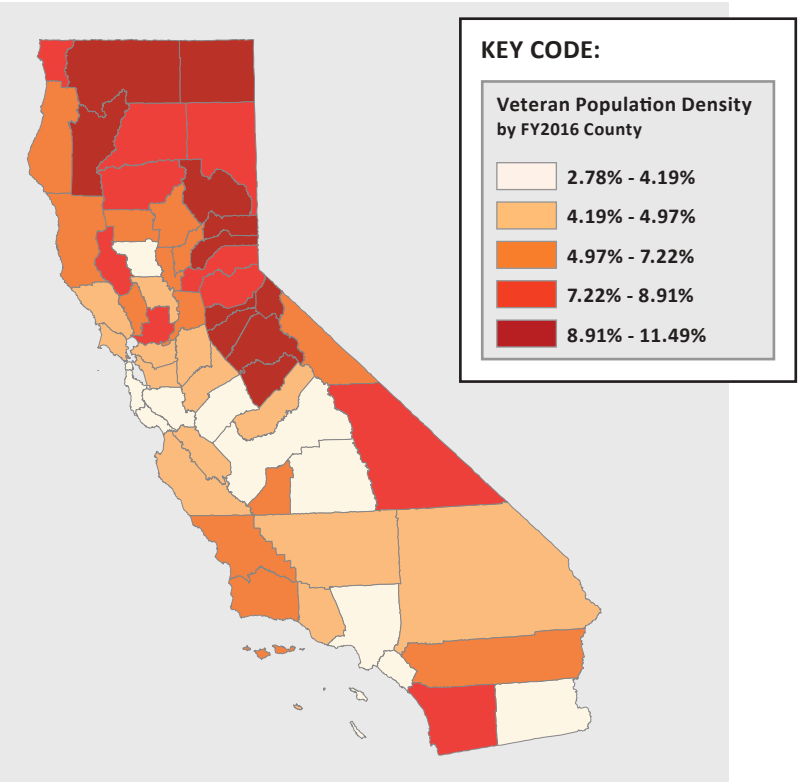 KEY CODE:
Veteran Population Density
by FY2016 County
2.78% - 4.19%
4.19% - 4.97%
4.97% - 7.22%
7.22% - 8.91%
8.91% - 11.49%